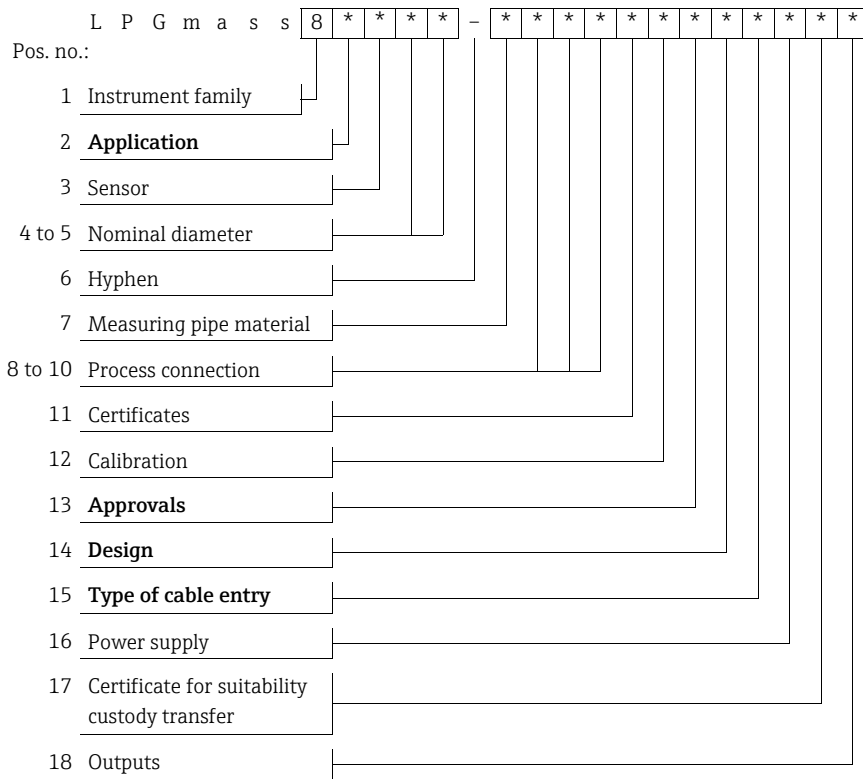 L P G m a s s 8 * * * * – * * * * * * * * * * * *
Pos. no.:
1 Instrument family
2 Application
3 Sensor
4 to 5 Nominal diameter
6 Hyphen
7 Measuring pipe material
8 to 10 Process connection
11 Certificates
12 Calibration
13 Approvals
14 Design
15 Type of cable entry
16 Power supply
17 Certificate for suitability
custody transfer
18 Outputs